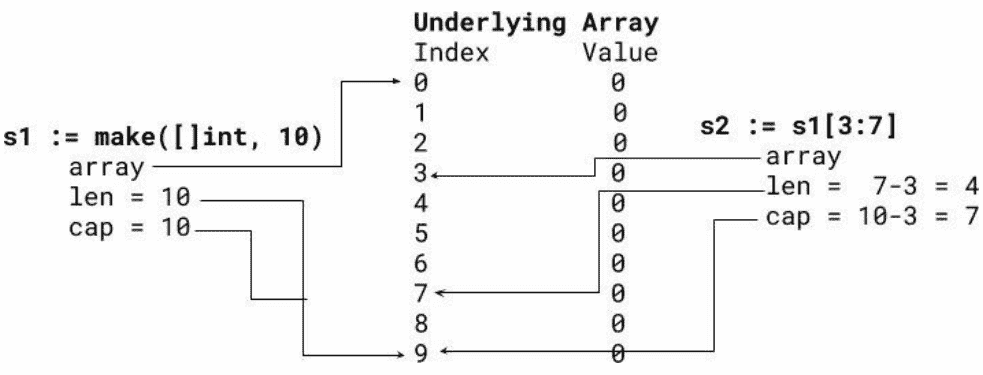 Underlying Array
Index Value
0 0
1 0
2 0
3 0
4 0
5 0
6 0
7 0
8 0
9 0
s1 := make([]int, 10)
array
len = 10
cap = 10
s2 := s1[3:7]
array
len = 7-3 = 4
cap = 10-3 = 7